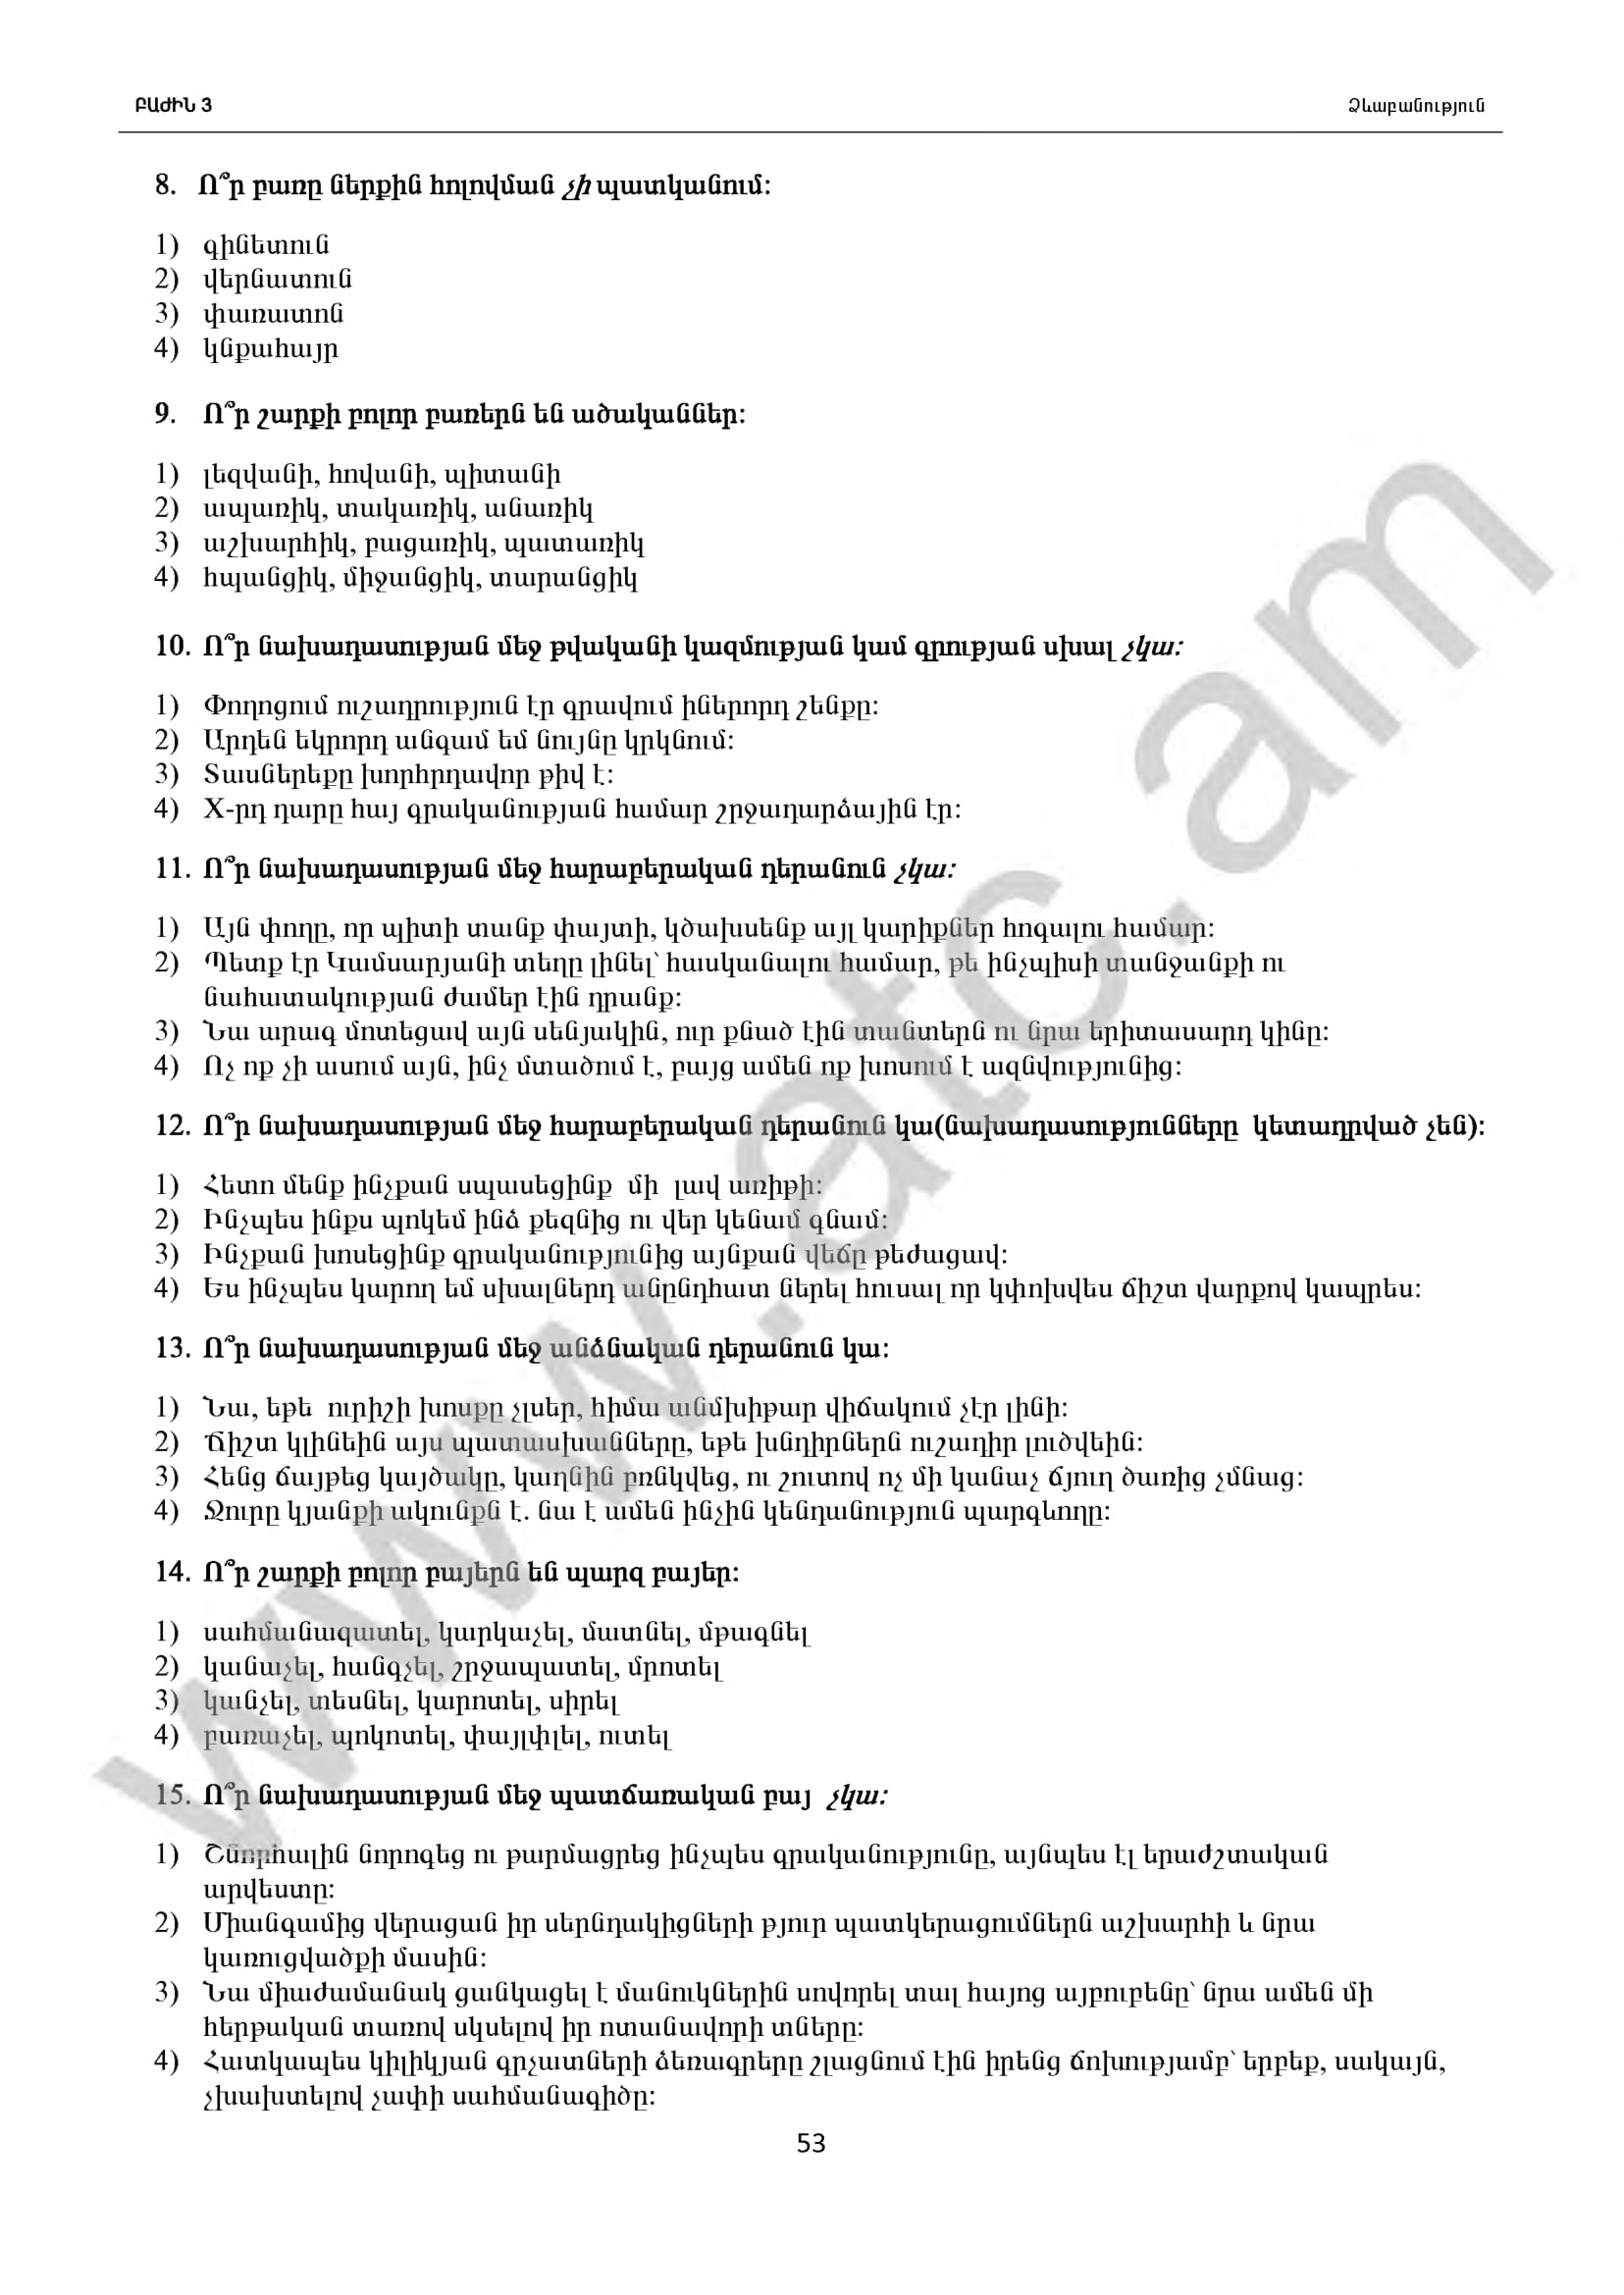 ԲԱԺԻՆ 3
Ձևաբանություն
8. Ո՞ր բառը ներքին հոլովման չի պատկանում:
1) գինետուն
2) վերնատուն
3) փառատոն
4) կնքահայր
9. Ո՞ր շարքի բոլոր բառերն են ածականներ:
1) լեզվանի, հովանի, պիտանի
2) ապառիկ, տակառիկ, անառիկ
3) աշխարհիկ, բացառիկ, պատառիկ
4) հպանցիկ, միջանցիկ, տարանցիկ
10. Ո՞ր նախադասության մեջ թվականի կազմության կամ գրության սխալ չկա:
1) Փողոցում ուշադրություն էր գրավում իններորդ շենքը:
2) Արդեն եկրորդ անգամ եմ նույնը կրկնում:
3) Տասներեքը խորհրդավոր թիվ է:
4) X-րդ դարը հայ գրականության համար շրջադարձային էր:
11. Ո՞ր նախադասության մեջ հարաբերական դերանուն չկա:
1) Այն փողը, որ պիտի տանք փայտի, կծախսենք այլ կարիքներ հոգալու համար:
2) Պետք էր Կամսարյանի տեղը լինել՝ հասկանալու համար, թե ինչպիսի տանջանքի ու
նահատակության ժամեր էին դրանք:
3) Նա արագ մոտեցավ այն սենյակին, ուր քնած էին տանտերն ու նրա երիտասարդ կինը:
4) Ոչ ոք չի ասում այն, ինչ մտածում է, բայց ամեն ոք խոսում է ազնվությունից:
12. Ո՞ր նախադասության մեջ հարաբերական դերանուն կա(նախադասությունները կետադրված չեն):
1) Հետո մենք ինչքան սպասեցինք մի լավ առիթի:
2) Ինչպես ինքս պոկեմ ինձ քեզնից ու վեր կենամ գնամ:
3) Ինչքան խոսեցինք գրականությունից այնքան վեճը թեժացավ:
4) Ես ինչպես կարող եմ սխալներդ անընդհատ ներել հուսալ որ կփոխվես ճիշտ վարքով կապրես:
13. Ո՞ր նախադասության մեջ անձնական դերանուն կա:
1) Նա, եթե ուրիշի խոսքը չլսեր, հիմա անմխիթար վիճակում չէր լինի:
2) Ճիշտ կլինեին այս պատասխանները, եթե խնդիրներն ուշադիր լուծվեին:
3) Հենց ճայթեց կայծակը, կաղնին բռնկվեց, ու շուտով ոչ մի կանաչ ճյուղ ծառից չմնաց:
4) Ջուրը կյանքի ակունքն է. նա է ամեն ինչին կենդանություն պարգևողը:
14. Ո՞ր շարքի բոլոր բայերն են պարզ բայեր:
1) սահմանազատել, կարկաչել, մատնել, մթագնել
2) կանաչել, հանգչել, շրջապատել, մրոտել
3) կանչել, տեսնել, կարոտել, սիրել
4) բառաչել, պոկոտել, փայլփլել, ուտել
15. Ո՞ր նախադասության մեջ պատճառական բայ չկա:
1) Շնորհալին նորոգեց ու թարմացրեց ինչպես գրականությունը, այնպես էլ երաժշտական
արվեստը:
2) Միանգամից վերացան իր սերնդակիցների թյուր պատկերացումներն աշխարհի և նրա
կառուցվածքի մասին:
3) Նա միաժամանակ ցանկացել է մանուկներին սովորել տալ հայոց այբուբենը՝ նրա ամեն մի
հերթական տառով սկսելով իր ոտանավորի տները:
4) Հատկապես կիլիկյան գրչատների ձեռագրերը շլացնում էին իրենց ճոխությամբ՝ երբեք, սակայն,
չխախտելով չափի սահմանագիծը:
53
www.atc.am